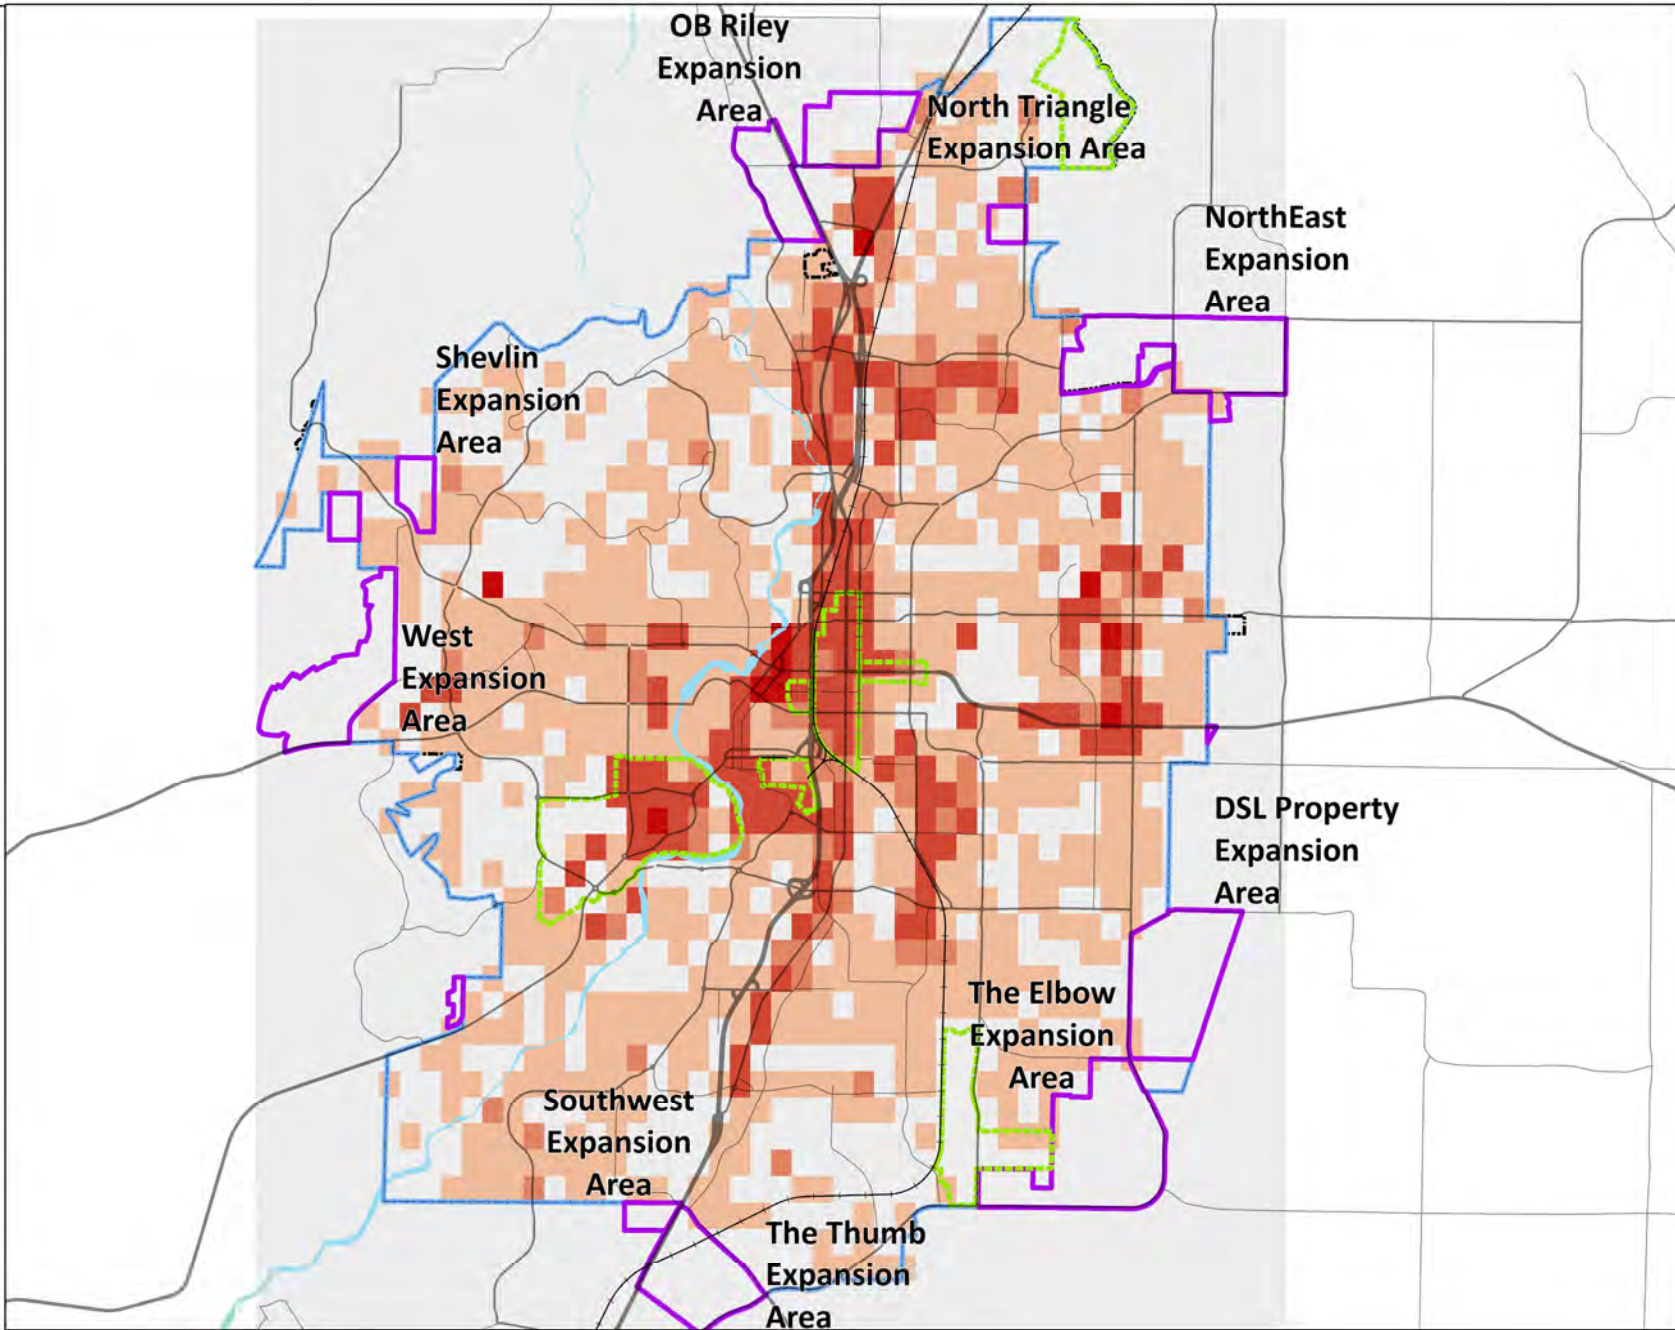 OB Riley
Expansion
Area
North Triangle
Expansion Area
NorthEast
Expansion
Area
Shevlin
Expansion
Area
West
Expansion
Area
DSL Property
Expansion
Area
The Elbow
Expansion
Area
Southwest
Expansion
Area
The Thumb
Expansion
Area